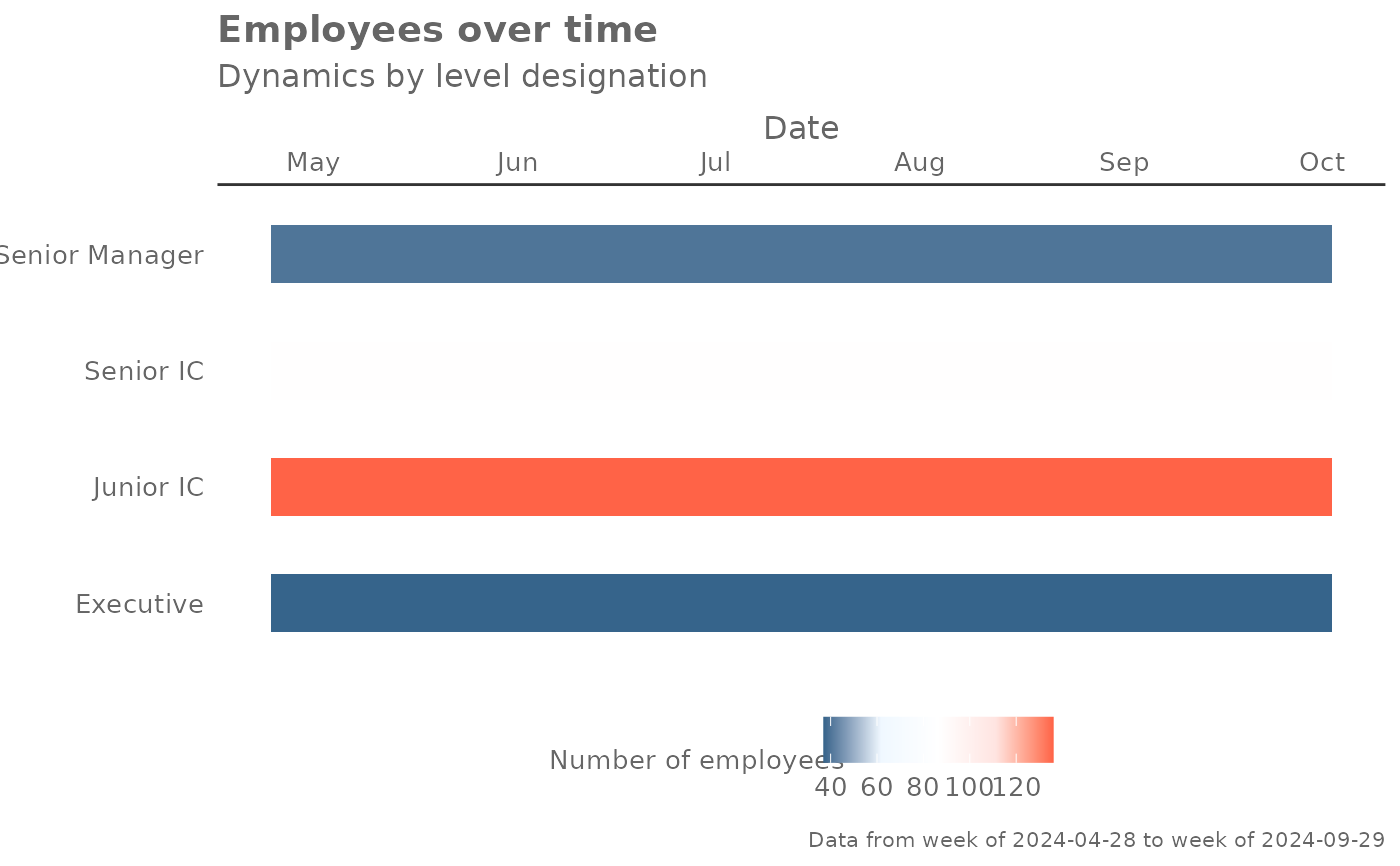 Employees over time
Dynamics by level designation
Date
May Jun Jul Aug Sep Oct
Senior Manager
Senior IC
Junior IC
Executive
Number of employees
40 60 80 100 120
Data from week of 2024-04-28 to week of 2024-09-29